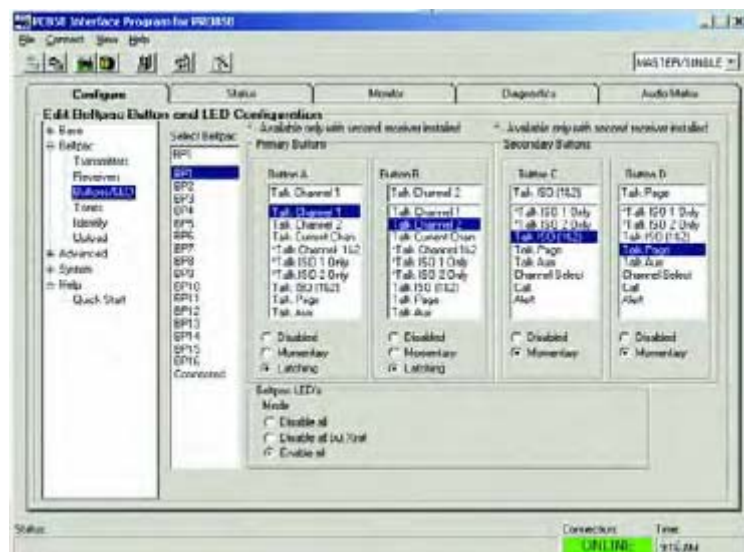 PC850 Interface Program for PRO850
File Connect View Help
MASTER/SINGLE
Configure Status Monitor Diagnostics Audio Matrix
Edit Beltpac Button and LED Configuration
Base
Beltpac
Transmitters
Receivers
Buttons/LED
Tones
Identify
Upload
Advanced
System
Help
Quick Start
Select Beltpac
BP1
BP1
BP2
BP3
BP4
BP5
BP6
BP7
BP8
BP9
BP10
BP11
BP12
BP13
BP14
BP15
BP16
Connected
* Available only with second receiver installed
Primary Buttons
Button A
Talk Channel 1
Talk Channel 1
Talk Channel 2
Talk Current Chan
*Talk Channel 1&2
*Talk ISO 1 Only
*Talk ISO 2 Only
Talk ISO (1&2)
Talk Page
Talk Aux
Disabled
Momentary
Latching
Button B
Talk Channel 2
Talk Channel 1
Talk Channel 2
Talk Current Chan
*Talk Channel 1&2
*Talk ISO 1 Only
*Talk ISO 2 Only
Talk ISO (1&2)
Talk Page
Talk Aux
Disabled
Momentary
Latching
* Available only with second receiver installed
Secondary Buttons
Button C
Talk ISO (1&2)
*Talk ISO 1 Only
*Talk ISO 2 Only
Talk ISO (1&2)
Talk Page
Talk Aux
Channel Select
Call
Alert
Disabled
Momentary
Button D
Talk Page
*Talk ISO 1 Only
*Talk ISO 2 Only
Talk ISO (1&2)
Talk Page
Talk Aux
Channel Select
Call
Alert
Disabled
Momentary
Beltpac LED's
Mode
Disable all
Disable all but Xmit
Enable all
Status:
Connection: Time:
ONLINE 9:16 AM